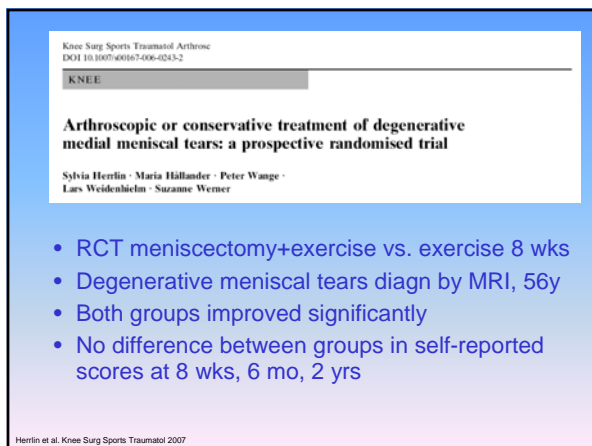 Knee Surg Sports Traumatol Arthrosc
DOI 10.1007/s00167-006-0243-2
KNEE
Arthroscopic or conservative treatment of degenerative
medial meniscal tears: a prospective randomised trial
Sylvia Herrlin · Maria Hållander · Peter Wange ·
Lars Weidenhielm · Suzanne Werner
• RCT meniscectomy+exercise vs. exercise 8 wks
• Degenerative meniscal tears diagn by MRI, 56y
• Both groups improved significantly
• No difference between groups in self-reported
scores at 8 wks, 6 mo, 2 yrs
Herrlin et al. Knee Surg Sports Traumatol 2007